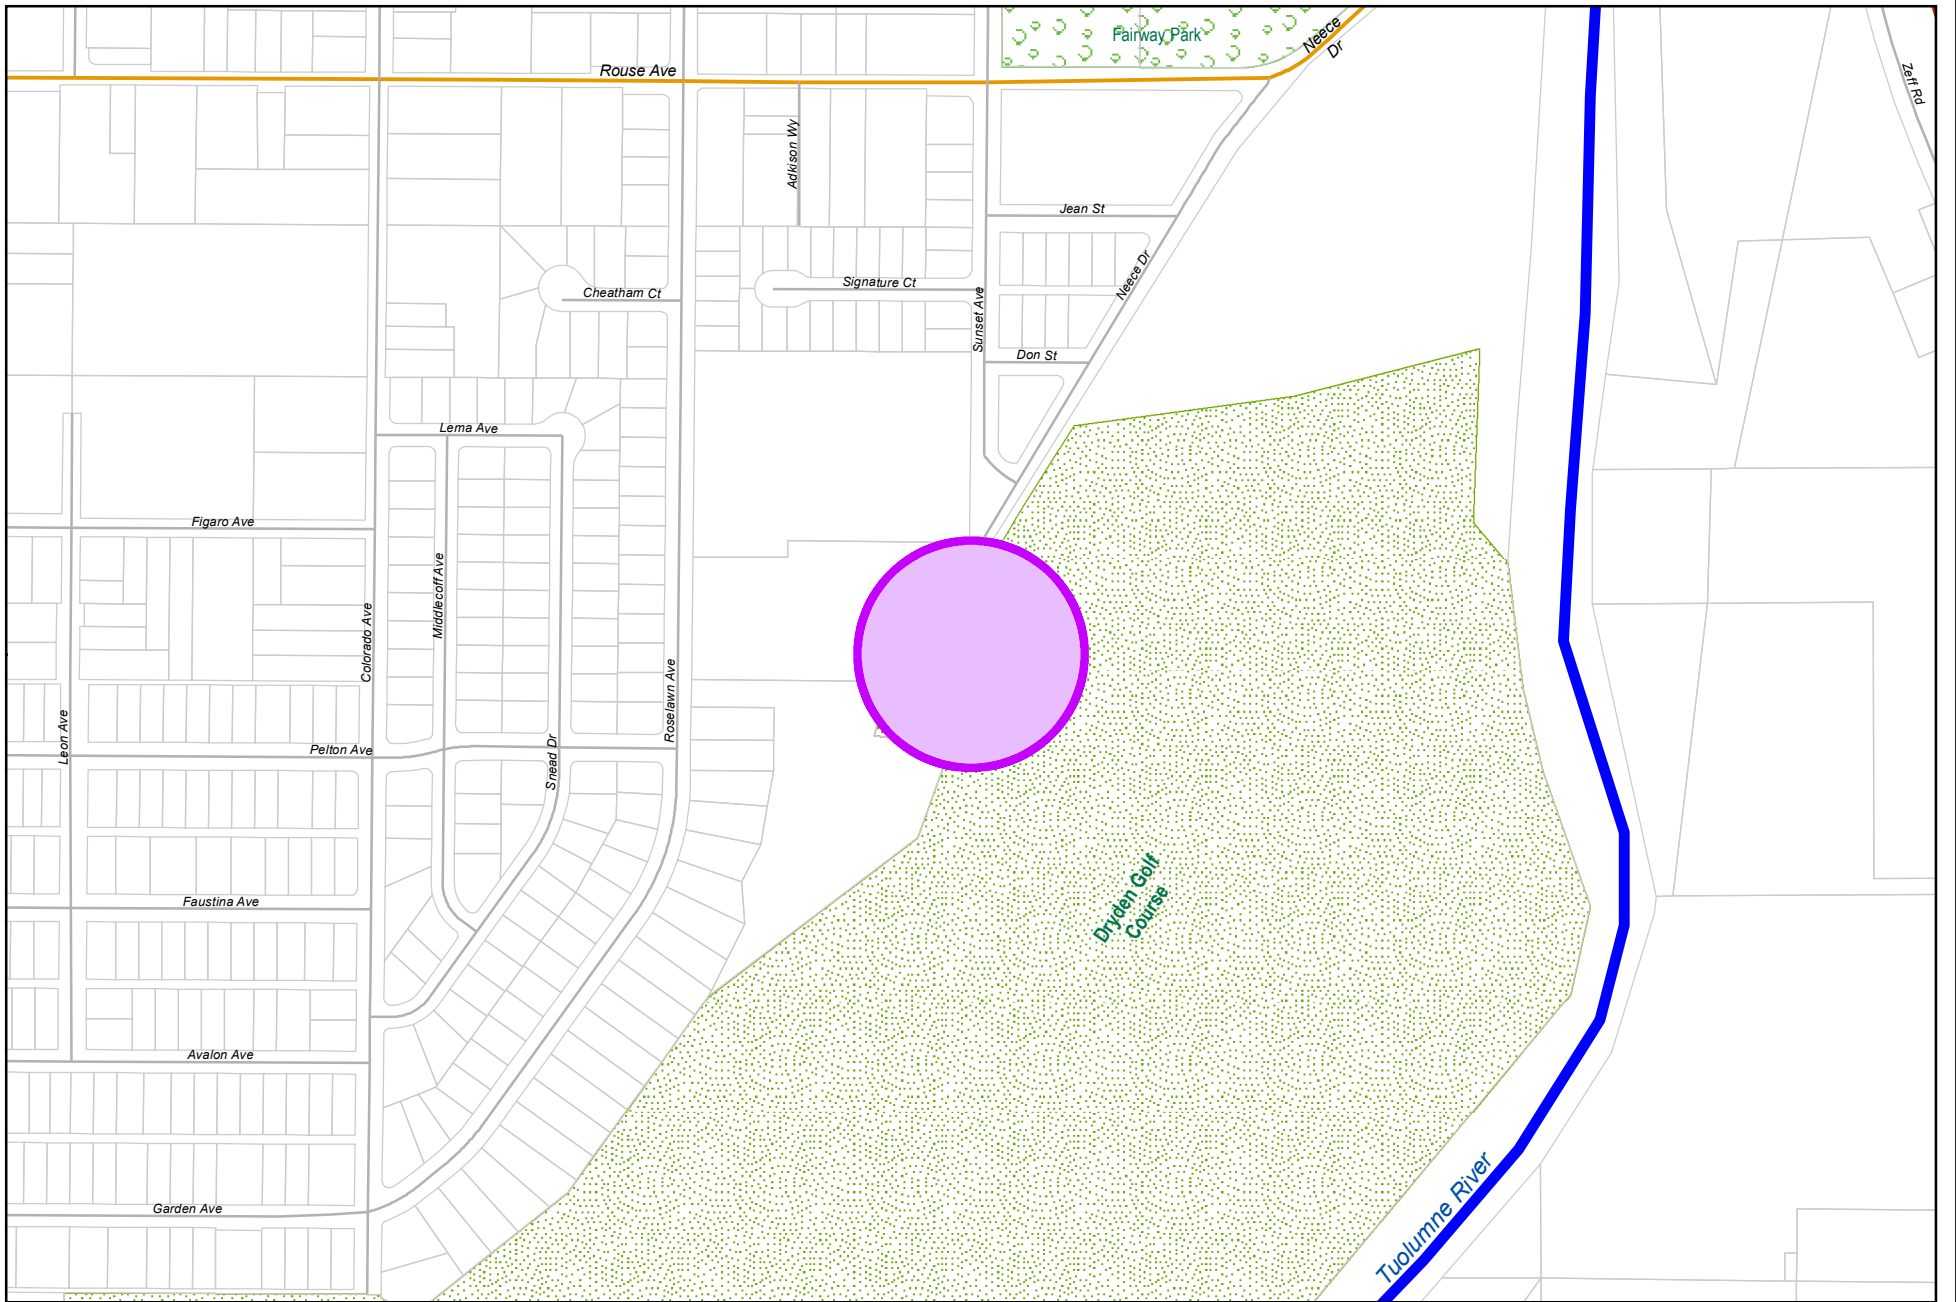 Fairway Park
Neece
Dr
Rouse Ave
Zeff Rd
Adkison Wy
Jean St
Neece Dr
Signature Ct
Cheatham Ct
Sunset Ave
Don St
Lema Ave
Figaro Ave
Middlecoff Ave
Colorado Ave
Roselawn Ave
Leon Ave
Pelton Ave
Snead Dr
Dryden Golf
Course
Faustina Ave
Avalon Ave
Garden Ave
Tuolumne River